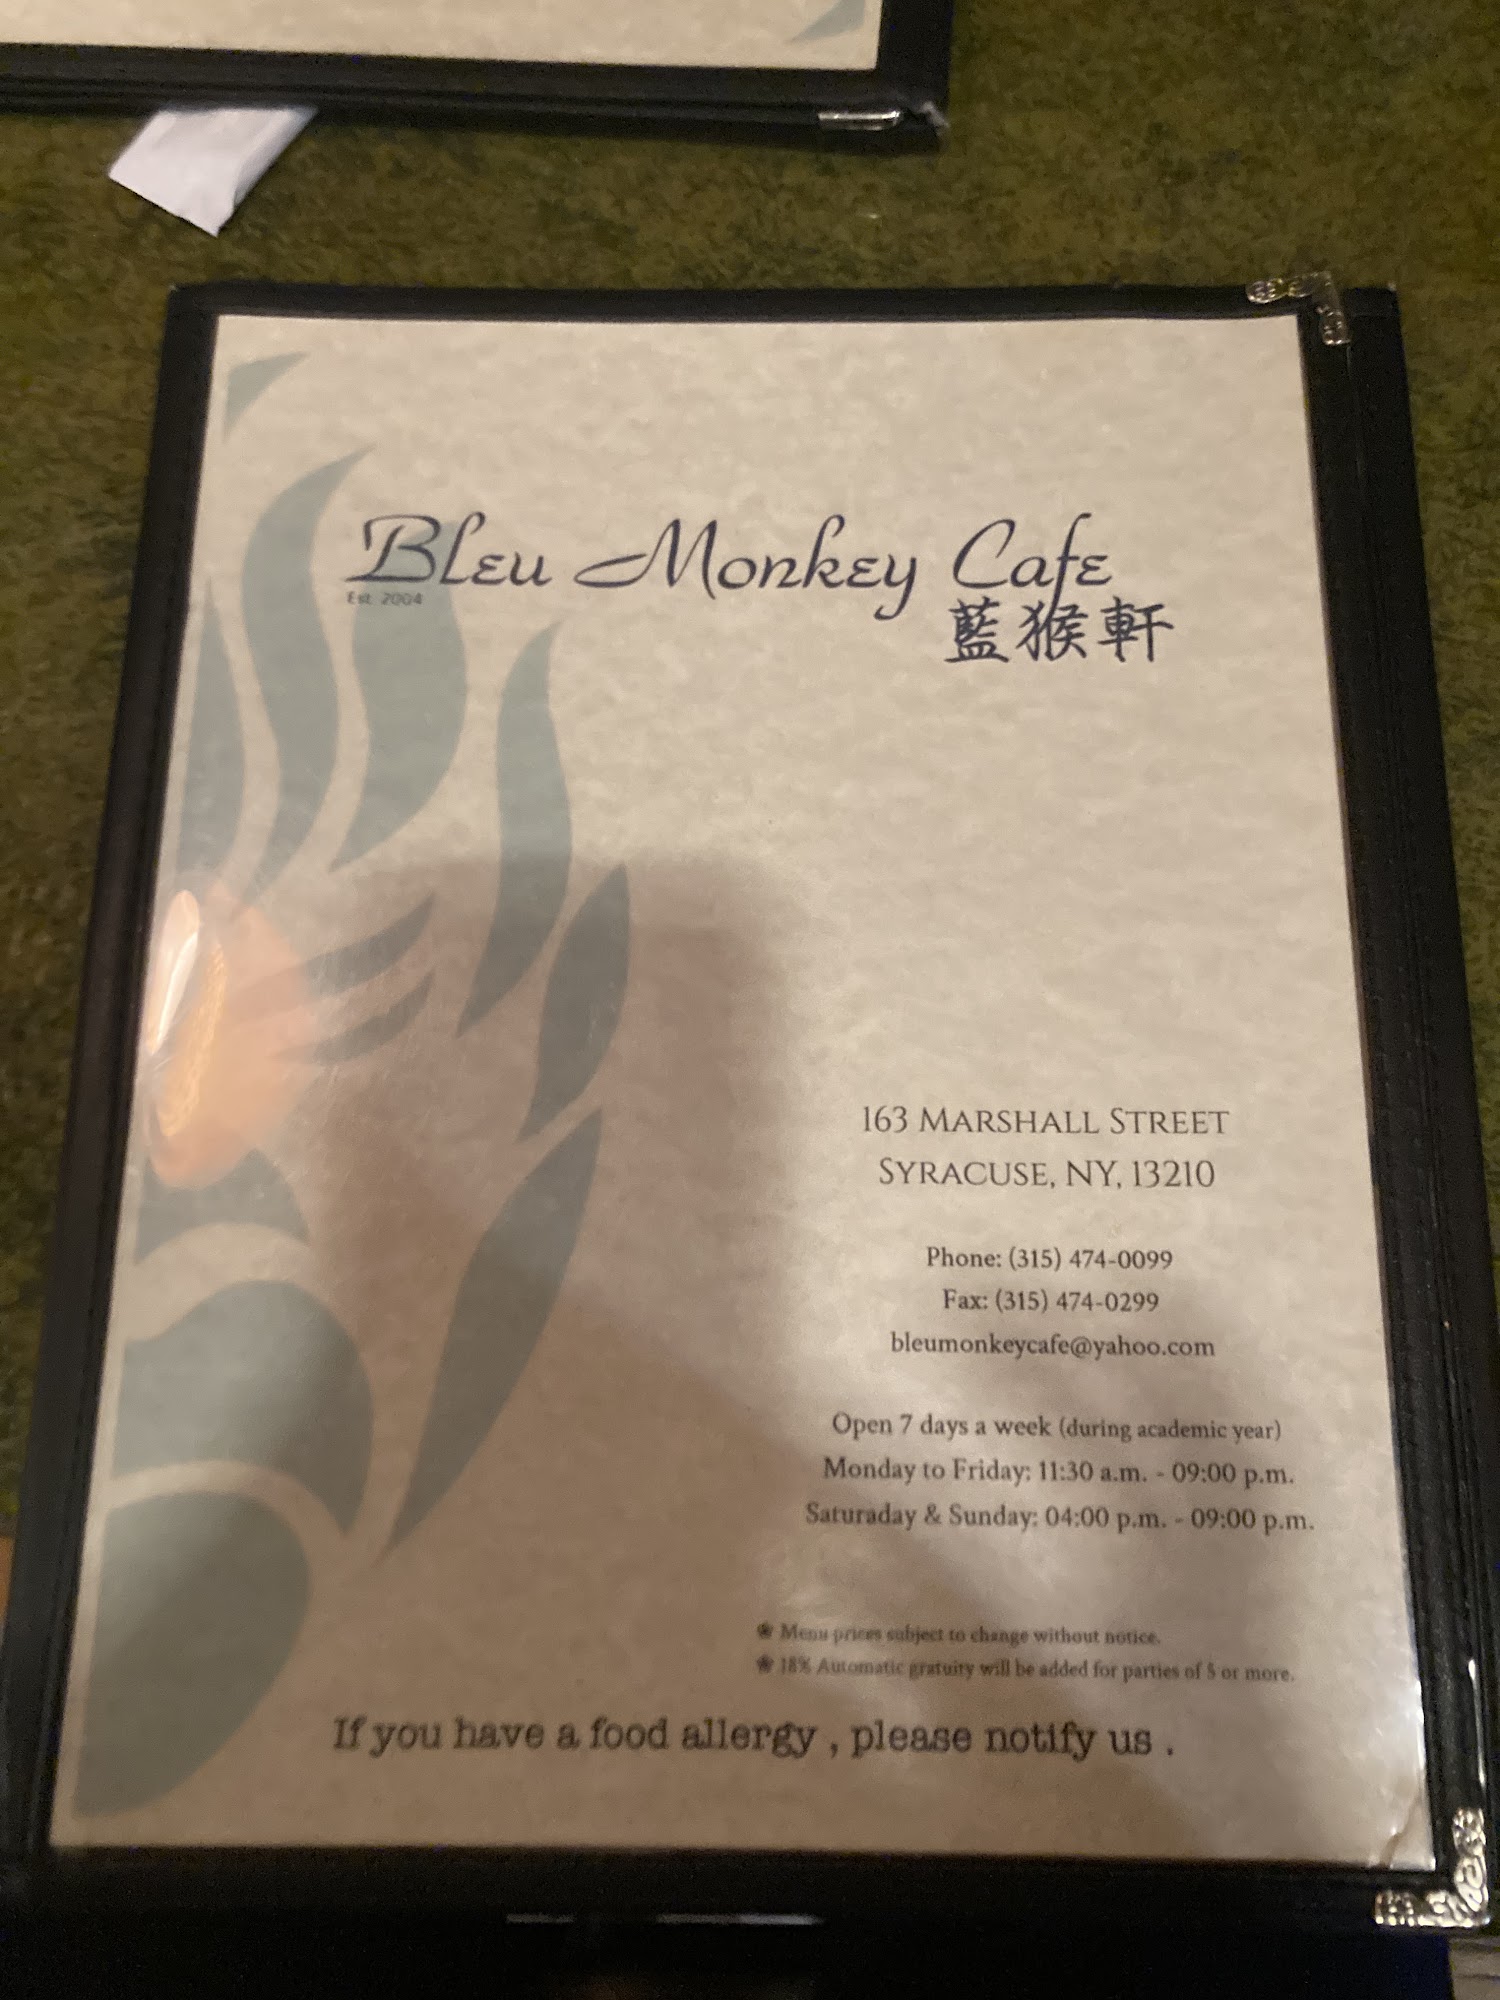 Bleu Monkey Cafe
Est. 2004
藍猴軒
163 Marshall Street
Syracuse, NY, 13210
Phone: (315) 474-0099
Fax: (315) 474-0299
bleumonkeycafe@yahoo.com
Open 7 days a week (during academic year)
Monday to Friday: 11:30 a.m. - 09:00 p.m.
Saturaday & Sunday: 04:00 p.m. - 09:00 p.m.
❀ Menu prices subject to change without notice.
❀ 18% Automatic gratuity will be added for parties of 5 or more.
If you have a food allergy , please notify us .